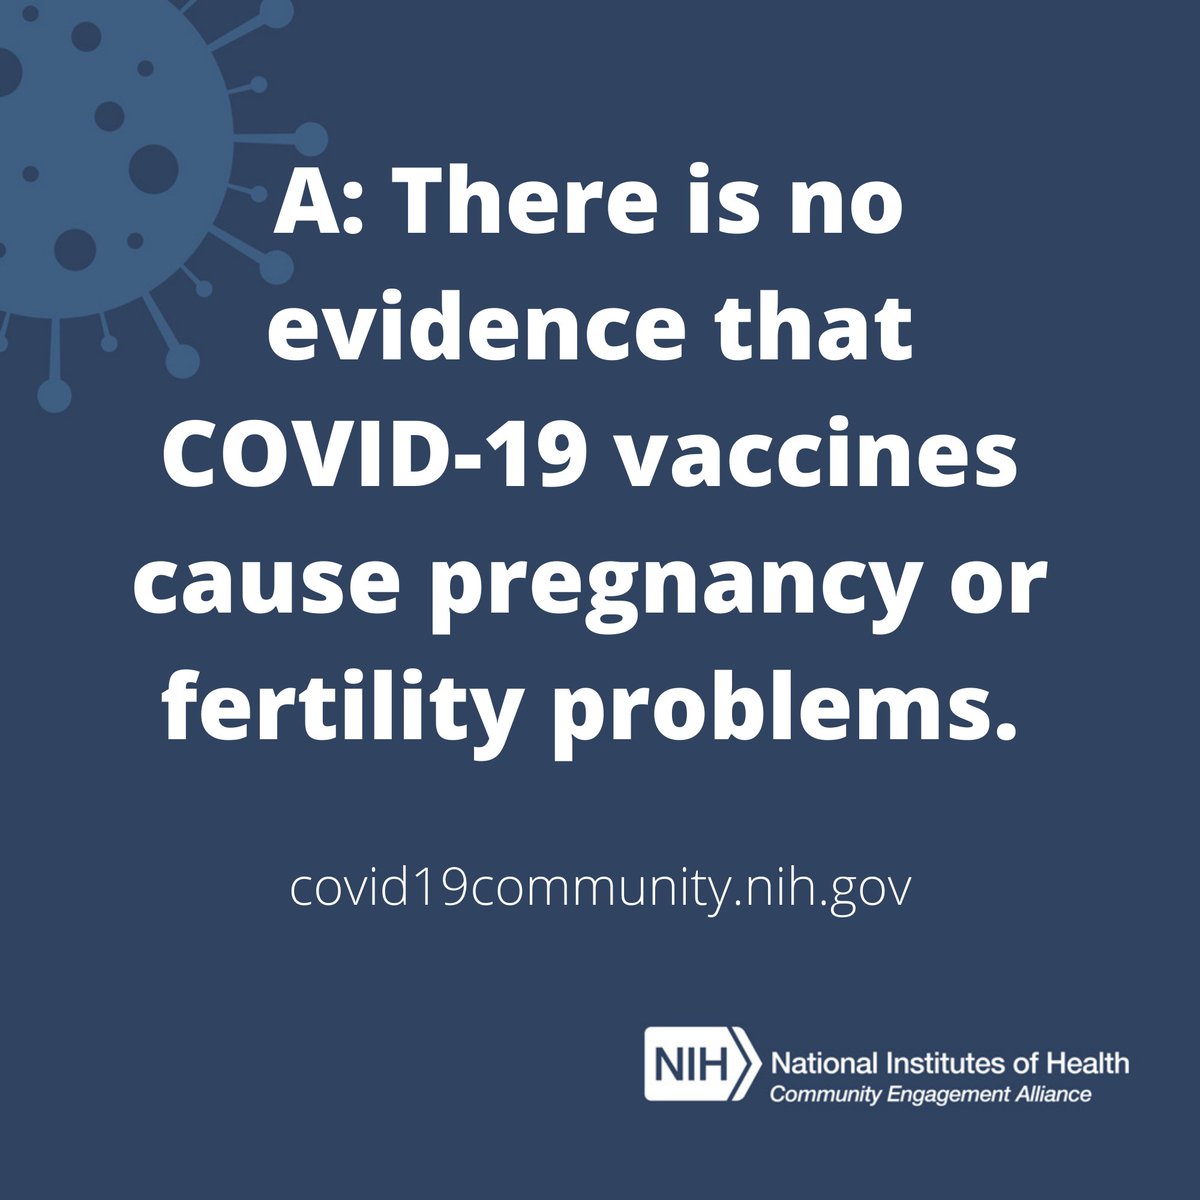 A: There is no
evidence that
COVID-19 vaccines
cause pregnancy or
fertility problems.
covid19community.nih.gov
NIH National Institutes of Health
Community Engagement Alliance